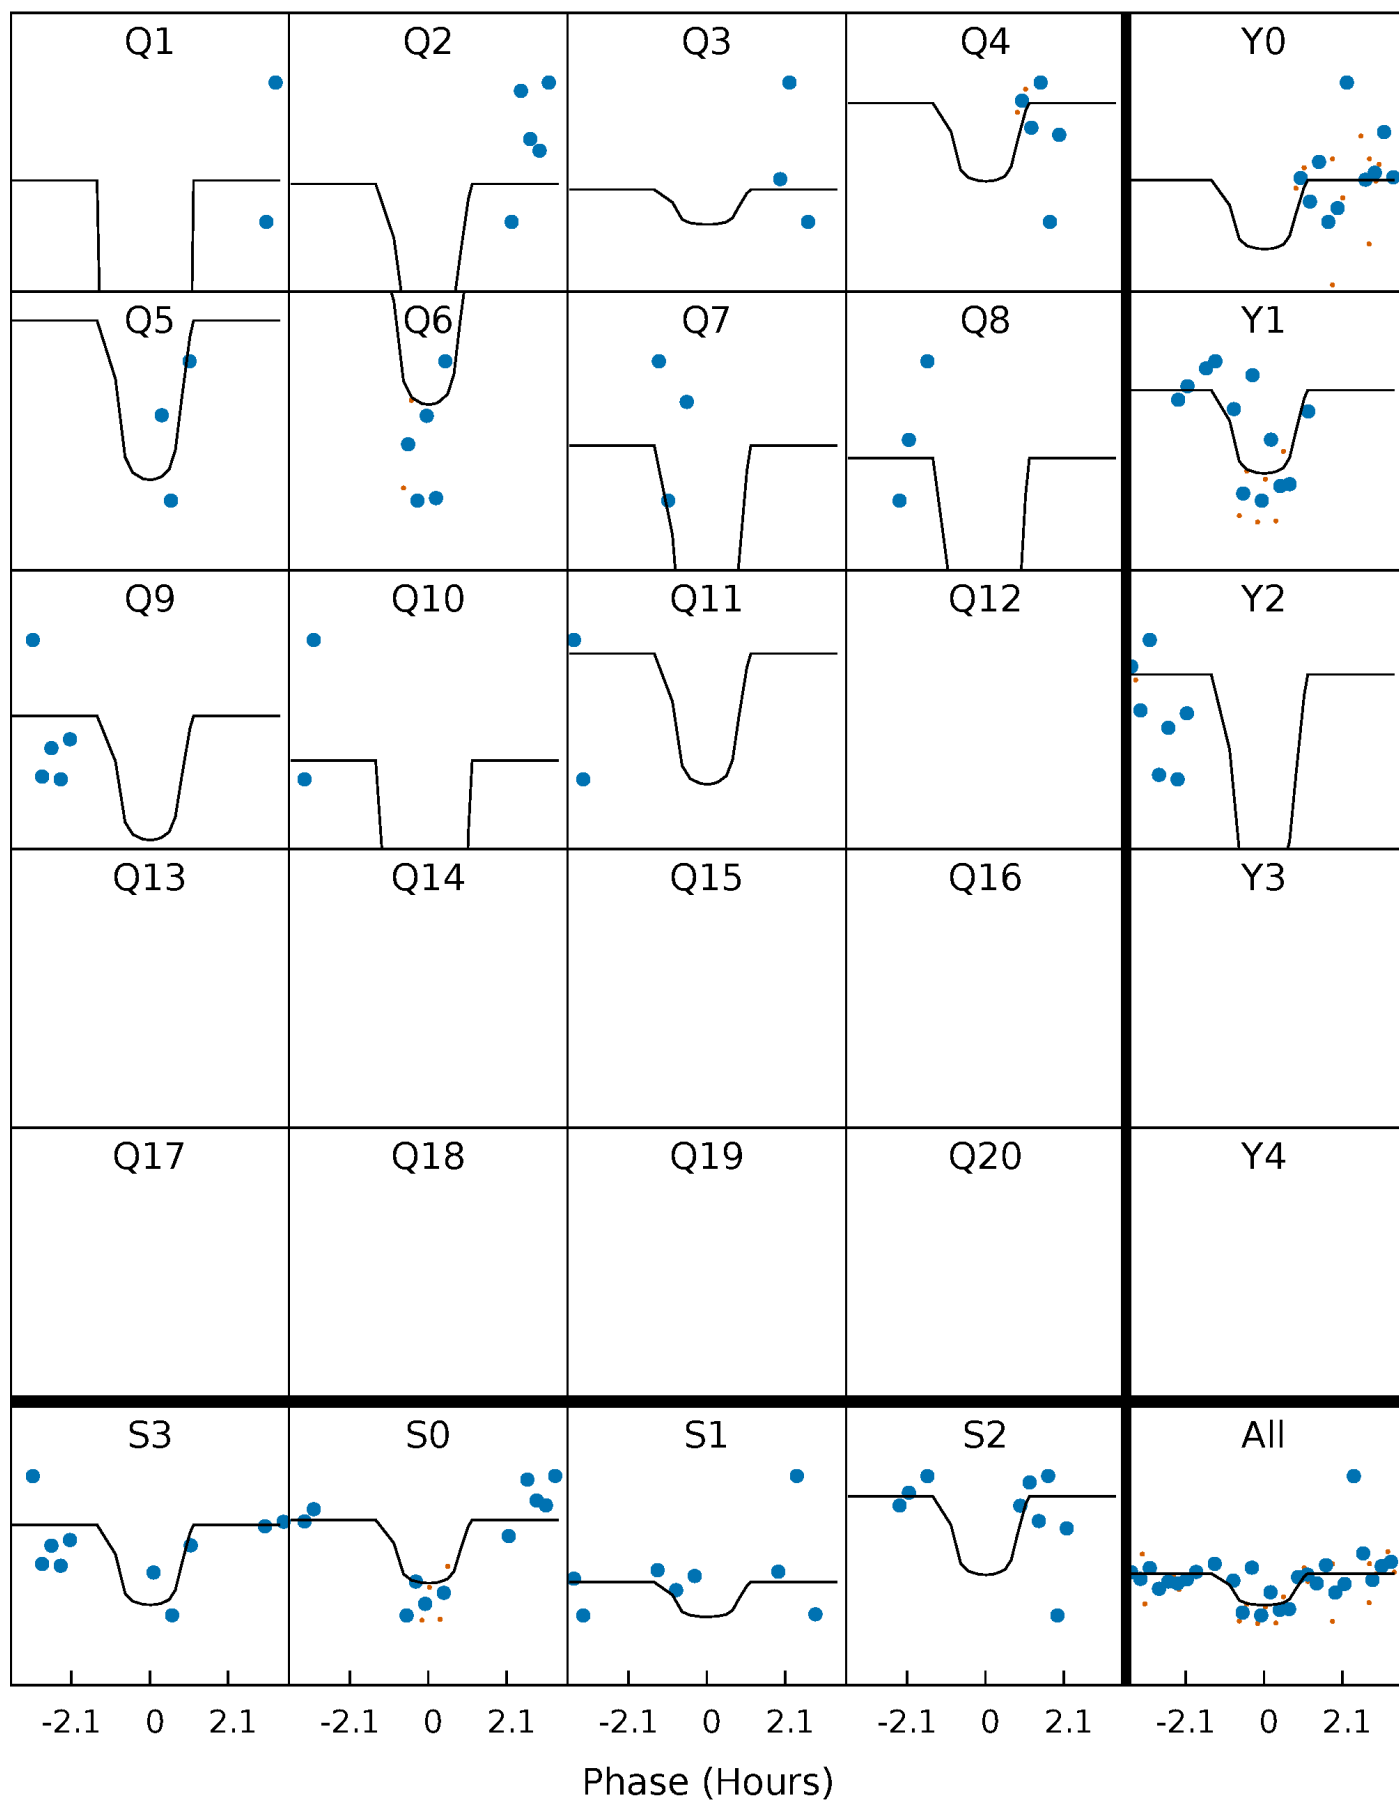 Q1 Q2 Q3 Q4 Y0
Q5 Q6 Q7 Q8 Y1
Q9 Q10 Q11 Q12 Y2
Q13 Q14 Q15 Q16 Y3
Q17 Q18 Q19 Q20 Y4
S3 S0 S1 S2 All
-2.1 0 2.1 -2.1 0 2.1 -2.1 0 2.1 -2.1 0 2.1 -2.1 0 2.1
Phase (Hours)